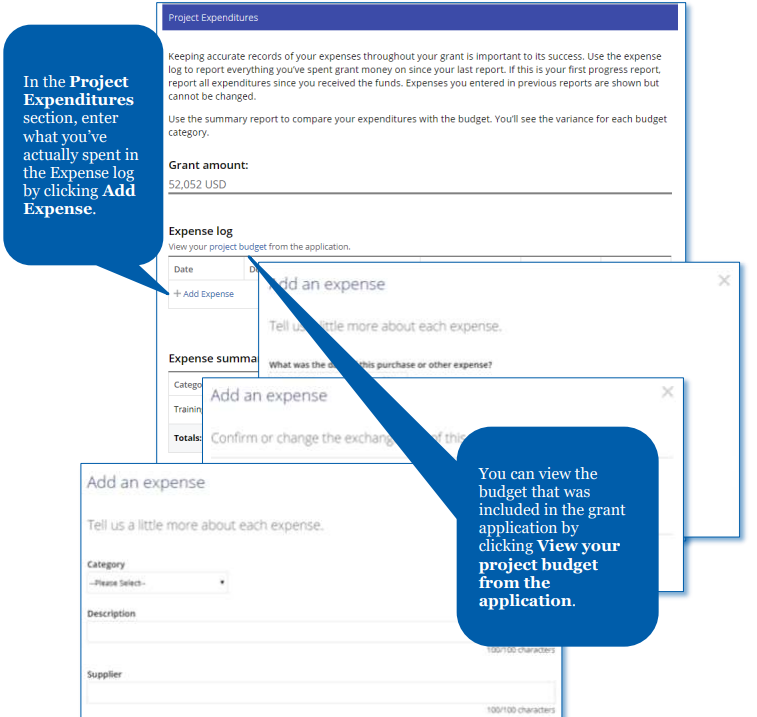 Project Expenditures
Keeping accurate records of your expenses throughout your grant is important to its success. Use the expense
log to report everything you've spent grant money on since your last report. If this is your first progress report,
report all expenditures since you received the funds. Expenses you entered in previous reports are shown but
cannot be changed.
Use the summary report to compare your expenditures with the budget. You'll see the variance for each budget
category.
In the Project
Expenditures
section, enter
what you've
actually spent in
the Expense log
by clicking Add
Expense.
Grant amount:
52,052 USD
Expense log
View your project budget from the application.
Date
+ Add Expense
Add an expense
Tell us little more about each expense.
What was the this purchase or other expense?
Expense summa
Catego
Trainin
Totals:
Add an expense
Confirm or change the exchang of this
Add an expense
Tell us a little more about each expense.
Category
--Please Select--
Description
100/100 characters
Supplier
100/100 characters
You can view the
budget that was
included in the grant
application by
clicking View your
project budget
from the
application.